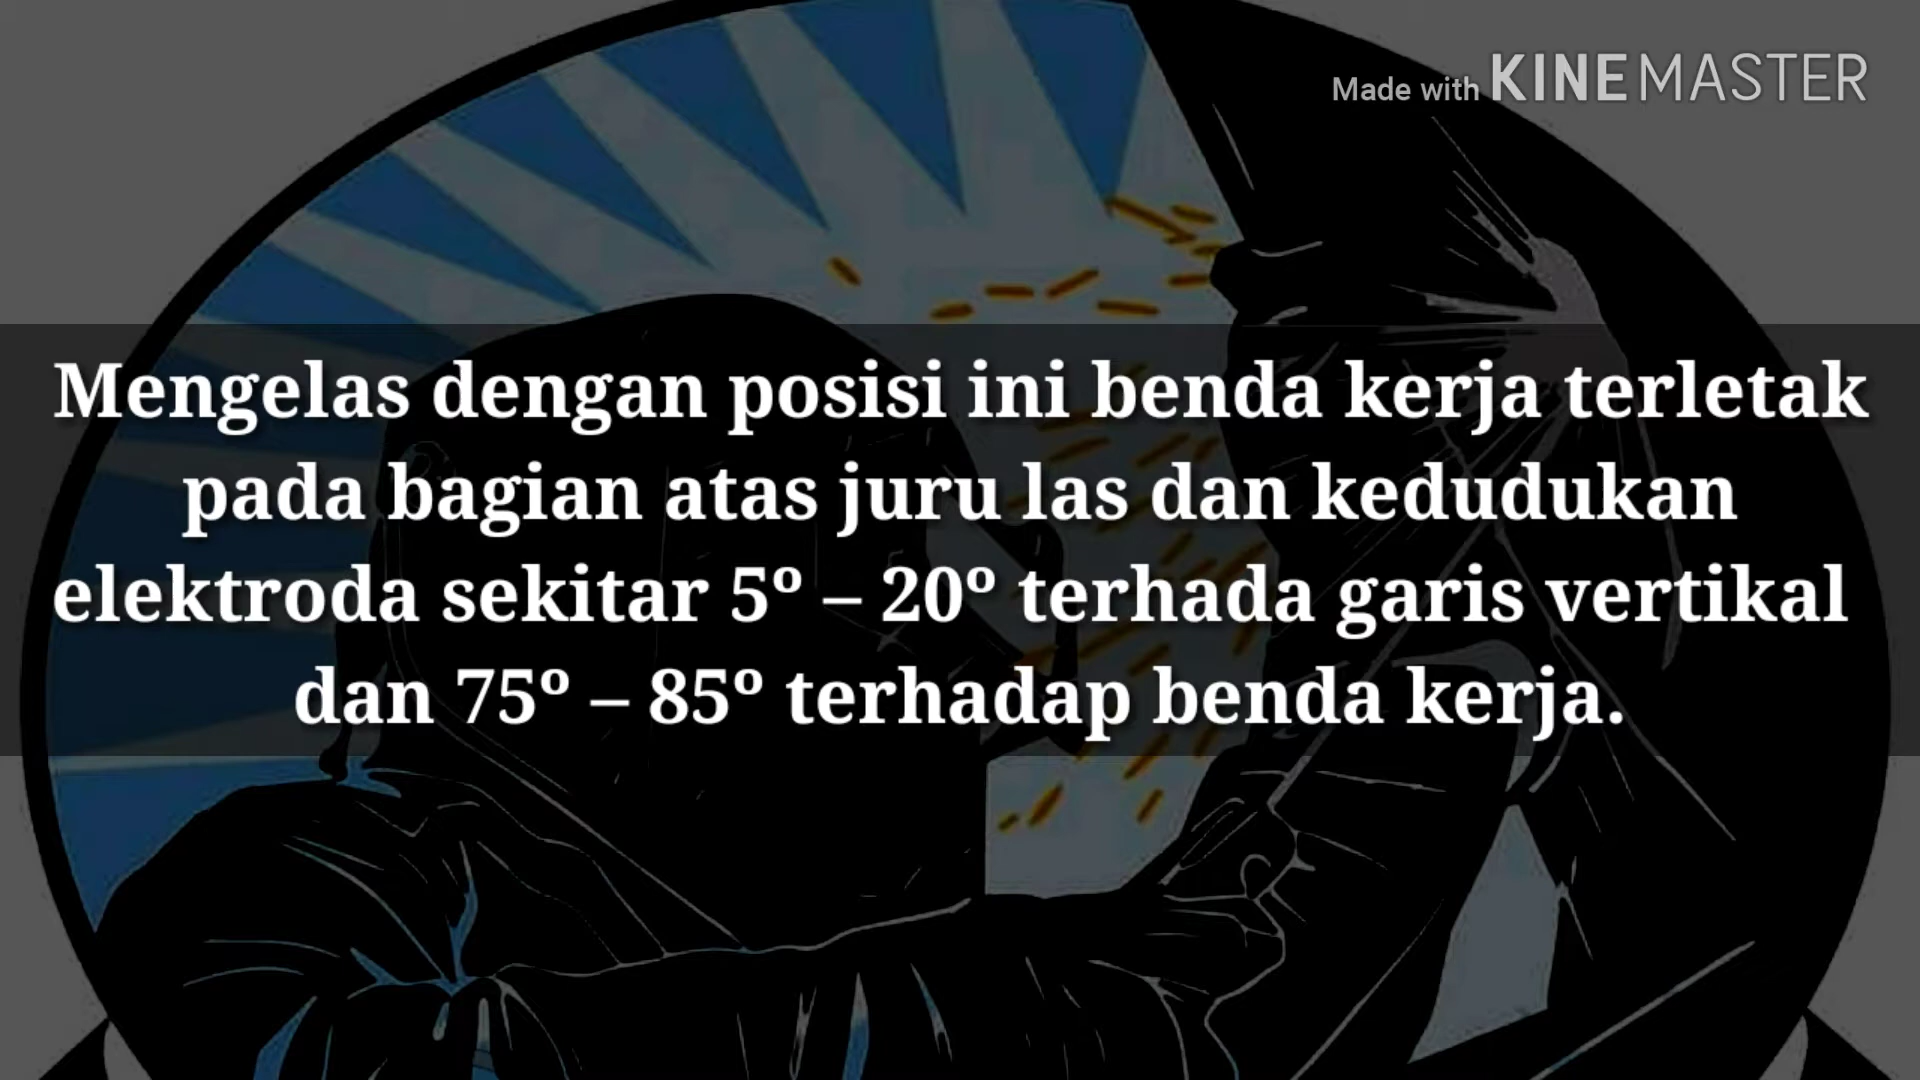 Made with KINEMASTER
Mengelas dengan posisi ini benda kerja terletak
pada bagian atas juru las dan kedudukan
elektroda sekitar 5º – 20º terhada garis vertikal
dan 75º – 85º terhadap benda kerja.